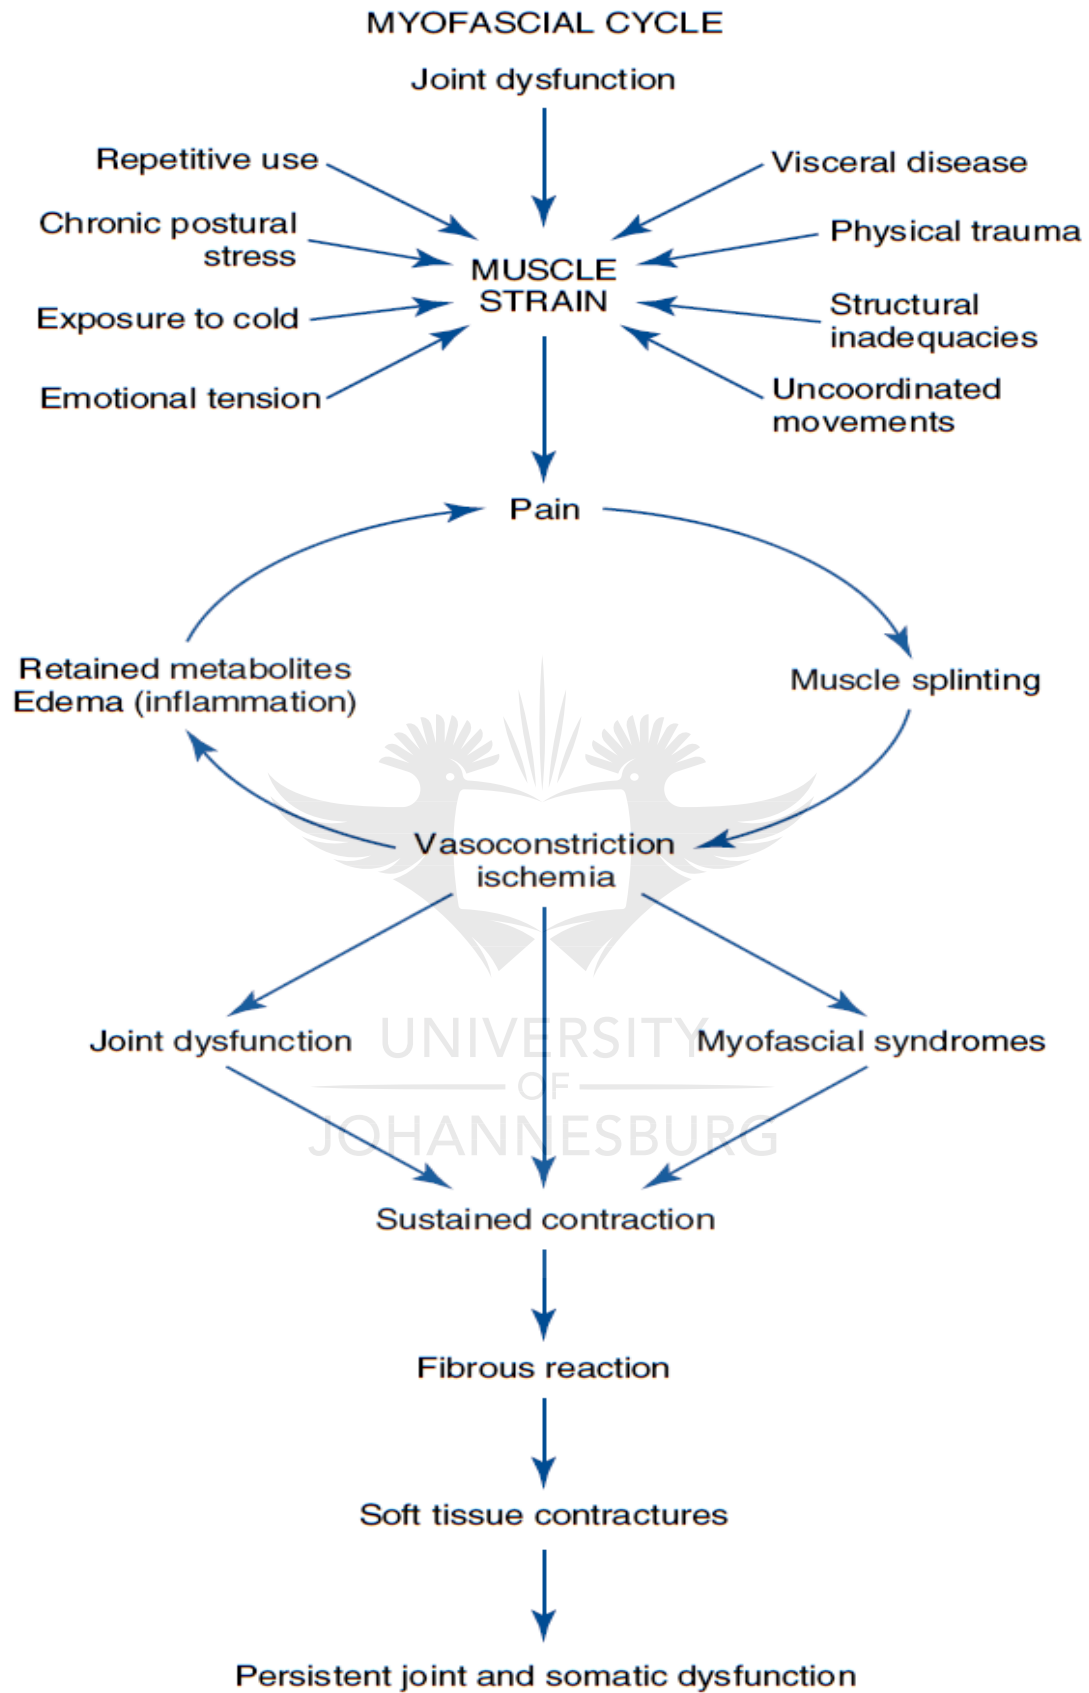 MYOFASCIAL CYCLE
Joint dysfunction
Repetitive use
Visceral disease
Chronic postural
stress
Physical trauma
MUSCLE
STRAIN
Exposure to cold
Structural
inadequacies
Emotional tension
Uncoordinated
movements
Pain
Retained metabolites
Edema (inflammation)
Muscle splinting
Vasoconstriction
ischemia
Joint dysfunction
UNIVERSITY
Myofascial syndromes
OF
JOHANNESBURG
Sustained contraction
Fibrous reaction
Soft tissue contractures
Persistent joint and somatic dysfunction